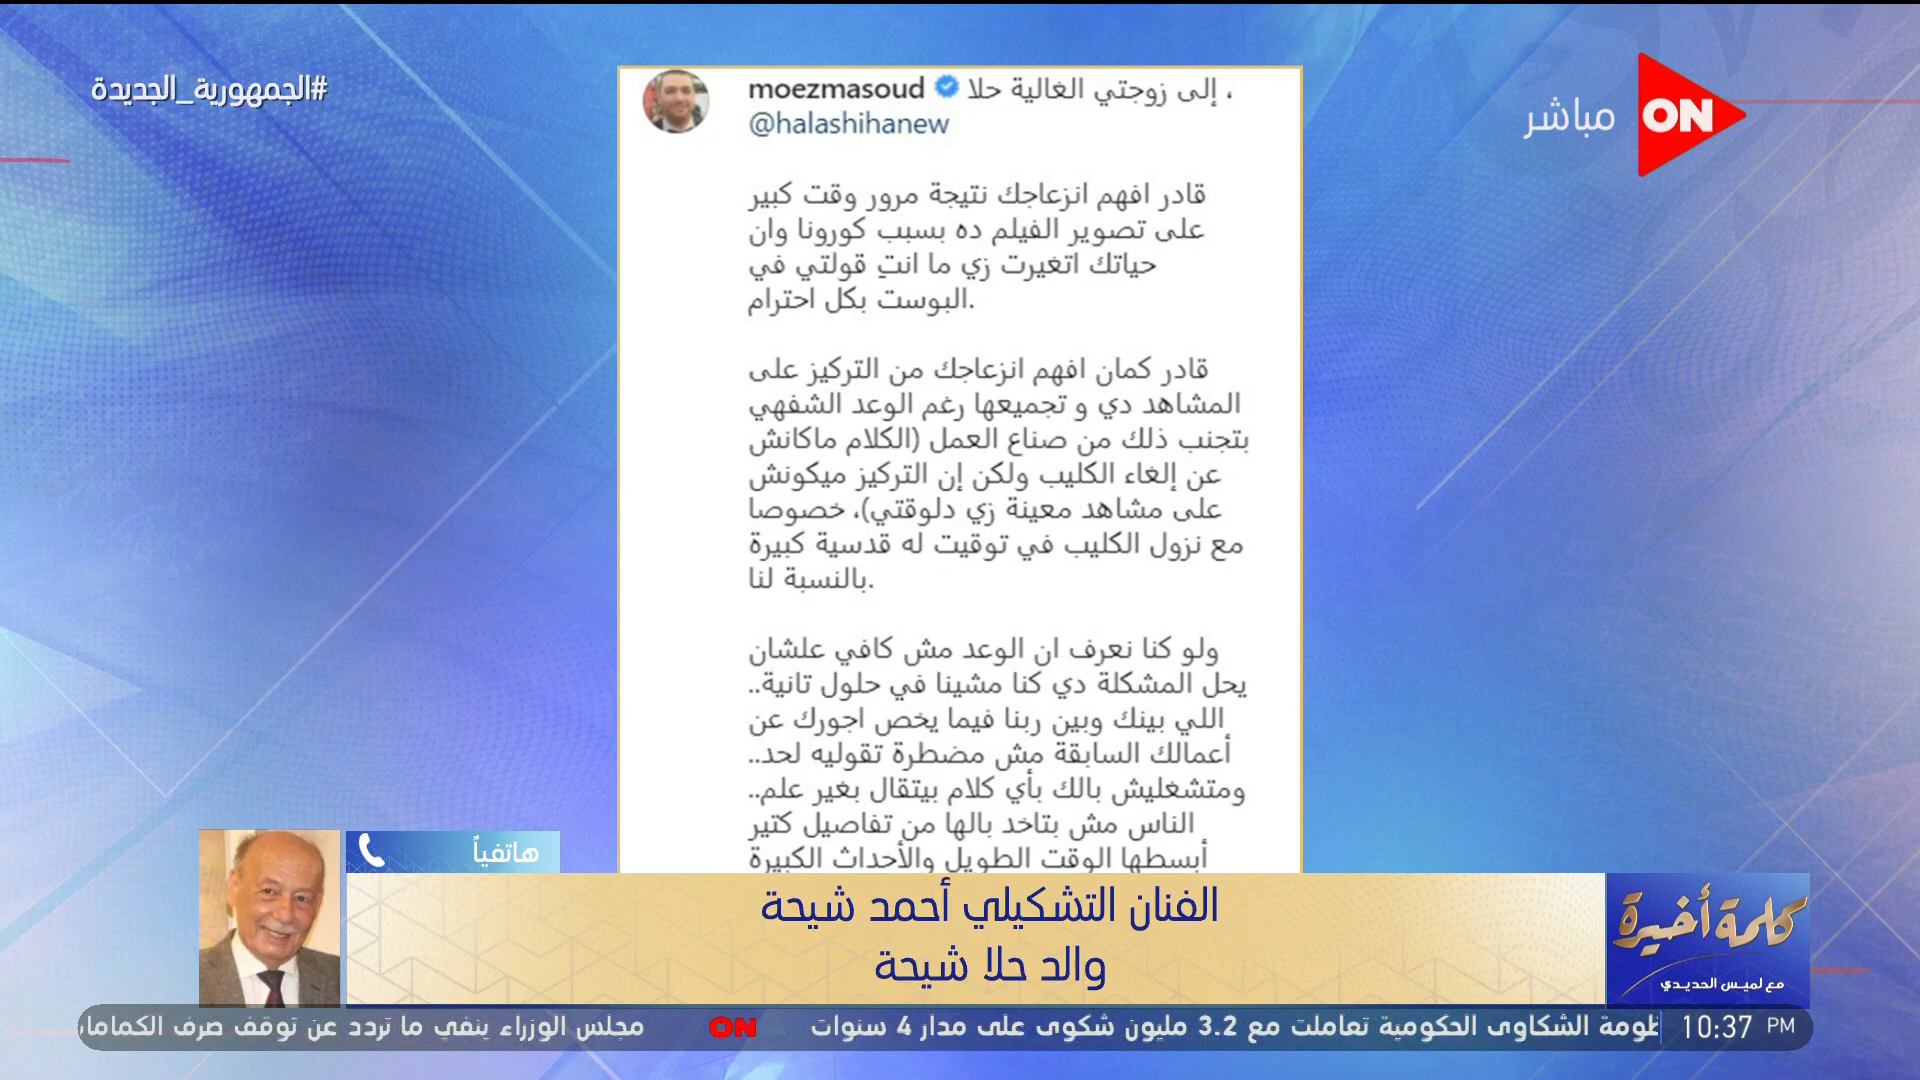 #الجمهورية_الجديدة
مباشر
ON
moezmasoud إلى زوجتي الغالية حلا ،
@halashihanew
قادر افهم انزعاجك نتيجة مرور وقت كبير
على تصوير الفيلم ده بسبب كورونا وان
حياتك اتغيرت زي ما انتِ قولتي في
البوست بكل احترام.
قادر كمان افهم انزعاجك من التركيز على
المشاهد دي و تجميعها رغم الوعد الشفهي
بتجنب ذلك من صناع العمل (الكلام ماكانش
عن إلغاء الكليب ولكن إن التركيز ميكونش
على مشاهد معينة زي دلوقتي)، خصوصا
مع نزول الكليب في توقيت له قدسية كبيرة
بالنسبة لنا.
ولو كنا نعرف ان الوعد مش كافي علشان
يحل المشكلة دي كنا مشينا في حلول تانية..
اللي بينك وبين ربنا فيما يخص اجورك عن
أعمالك السابقة مش مضطرة تقوليه لحد..
ومتشغليش بالك بأي كلام بيتقال بغير علم..
الناس مش بتاخد بالها من تفاصيل كتير
أبسطها الوقت الطويل والأحداث الكبيرة
هاتفياً
الفنان التشكيلي أحمد شيحة
والد حلا شيحة
كلمة أخيرة
مع لميس الحديدي
الشكاوى الحكومية تعاملت مع 3.2 مليون شكوى على مدار 4 سنوات ON مجلس الوزراء ينفي ما تردد عن توقف صرف
10:37 PM